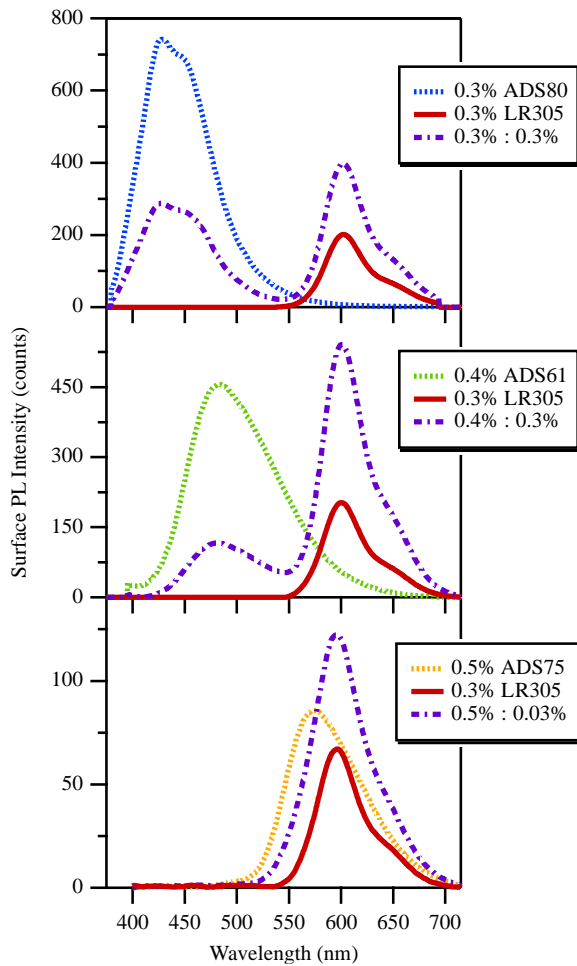 800
600
400
200
0
0.3% ADS80
0.3% LR305
0.3% : 0.3%
450
300
150
0
0.4% ADS61
0.3% LR305
0.4% : 0.3%
Surface PL Intensity (counts)
100
50
0
0.5% ADS75
0.3% LR305
0.5% : 0.03%
400 450 500 550 600 650 700
Wavelength (nm)